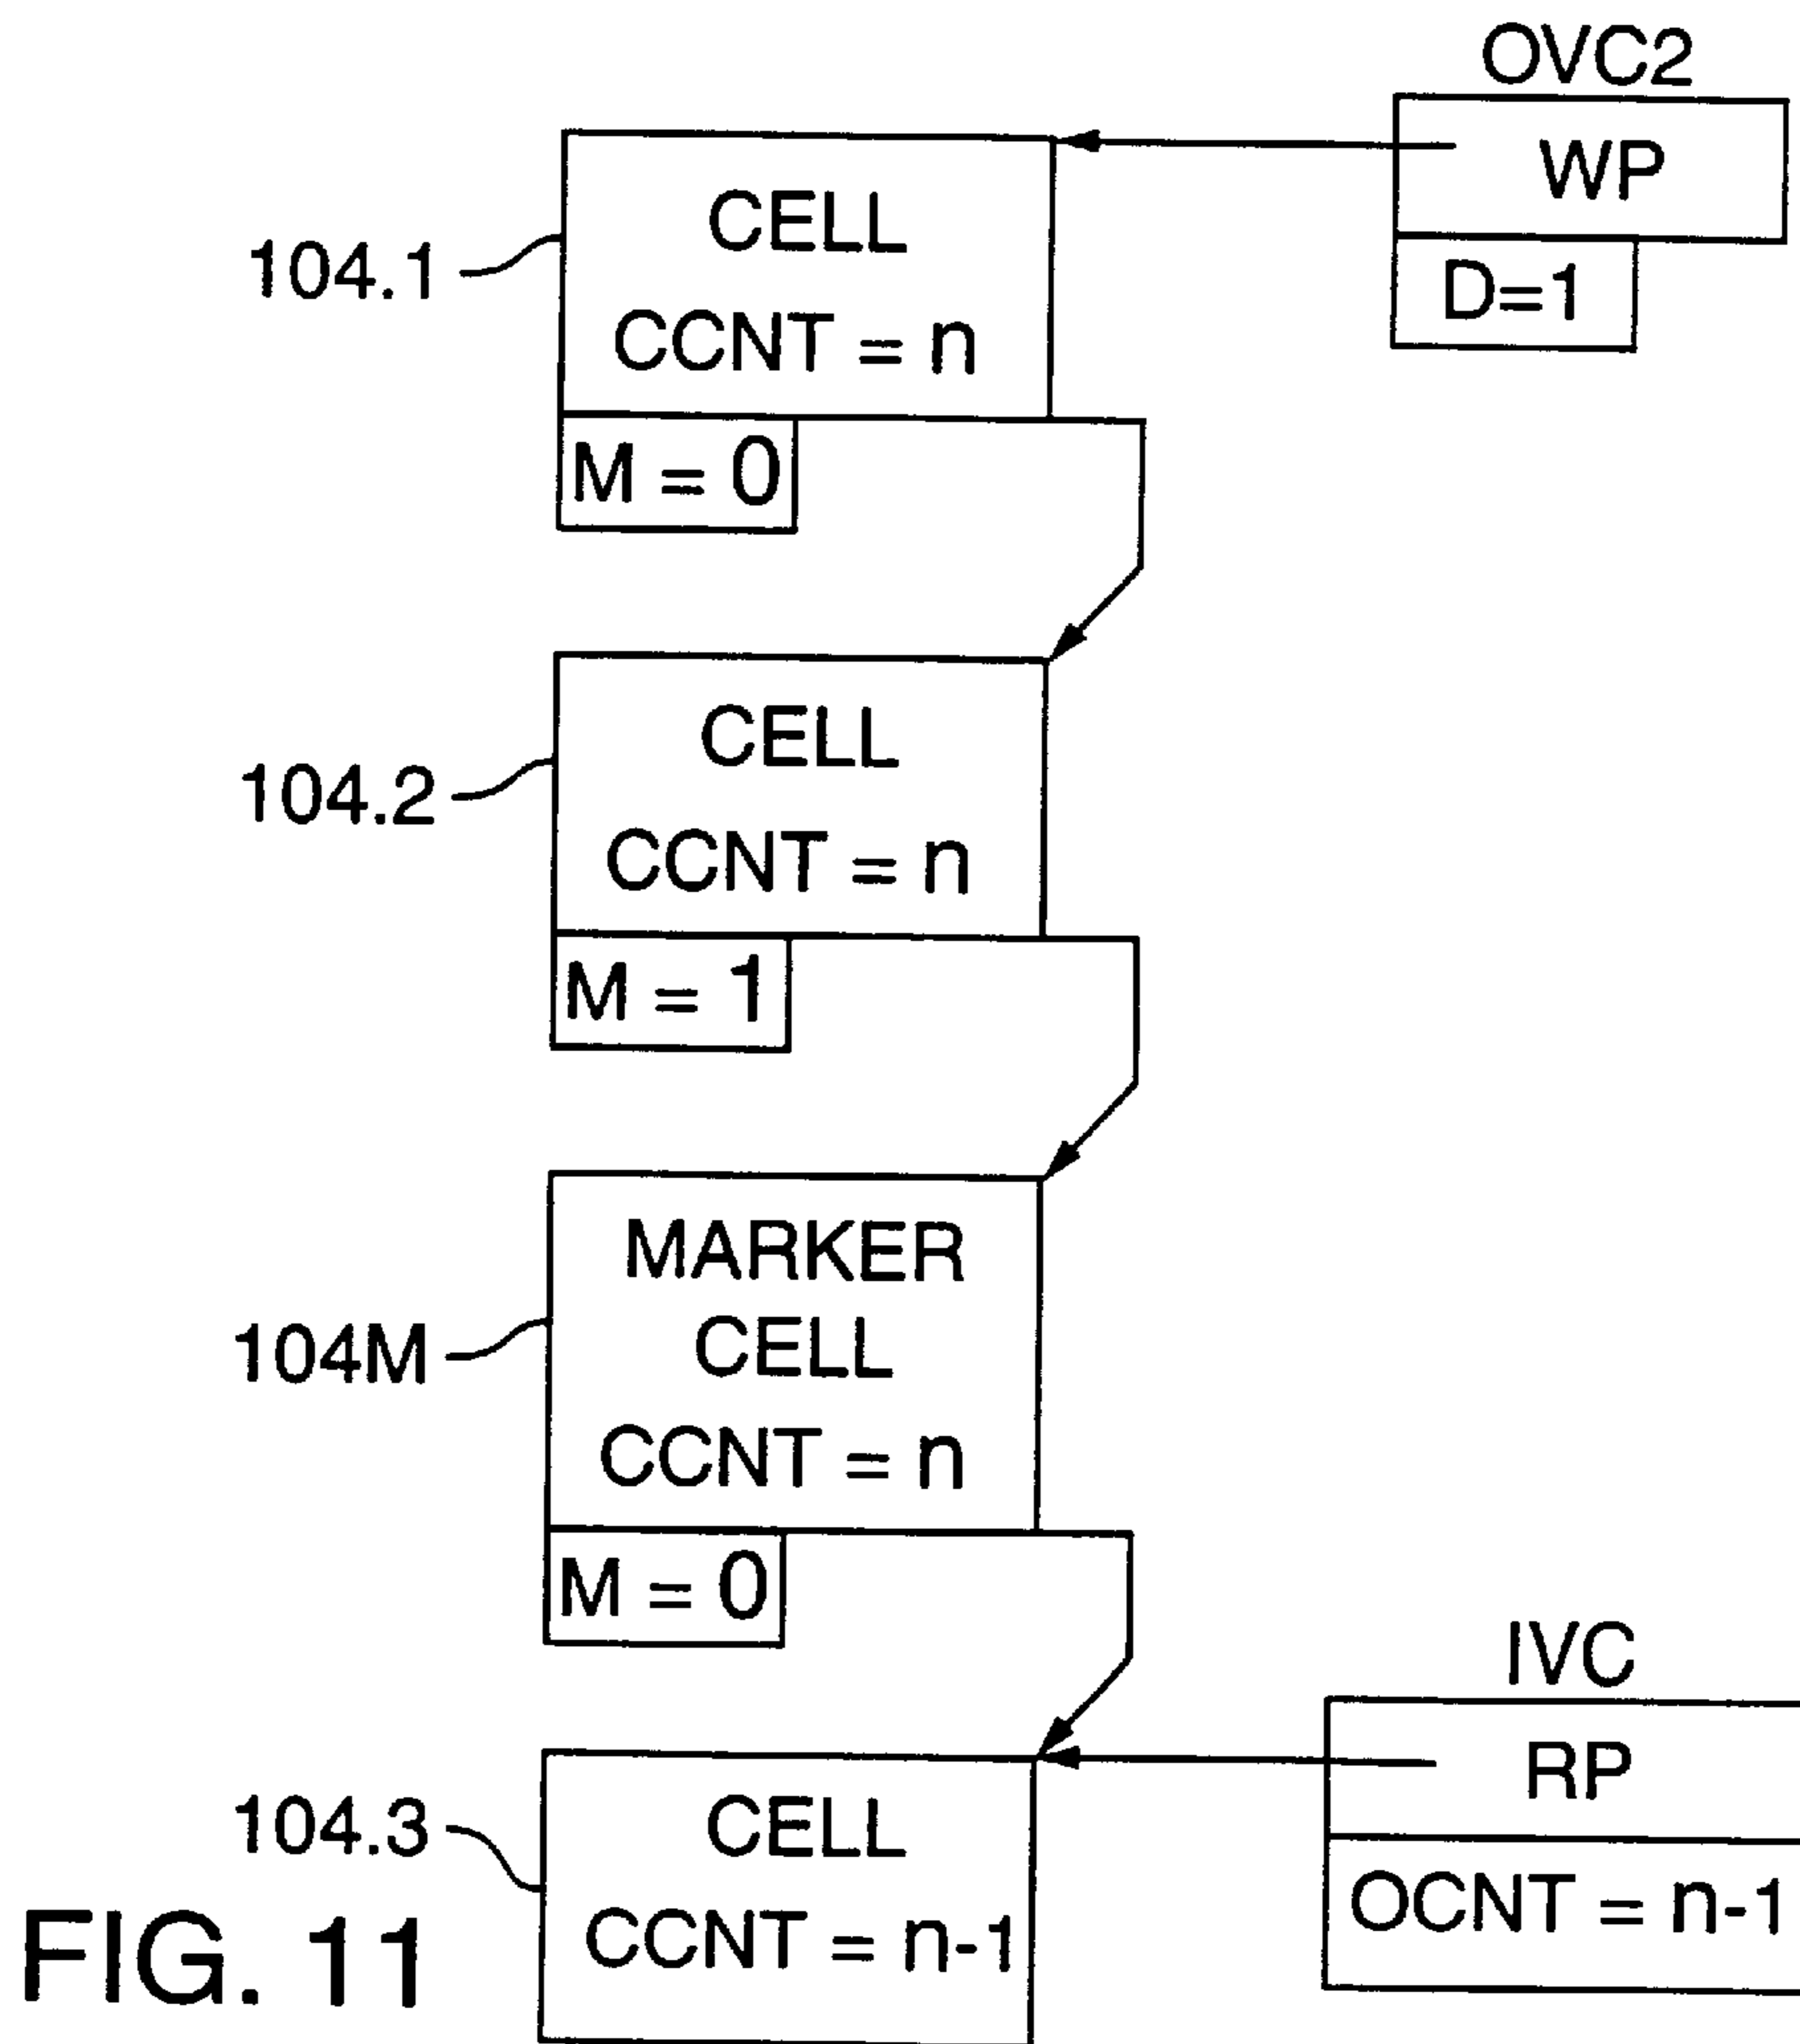 OVC2
WP
D=1
104.1
CELL
CCNT = n
M = 0
104.2
CELL
CCNT = n
M = 1
104M
MARKER
CELL
CCNT = n
M = 0
IVC
RP
OCNT = n-1
104.3
CELL
CCNT = n-1
FIG. 11